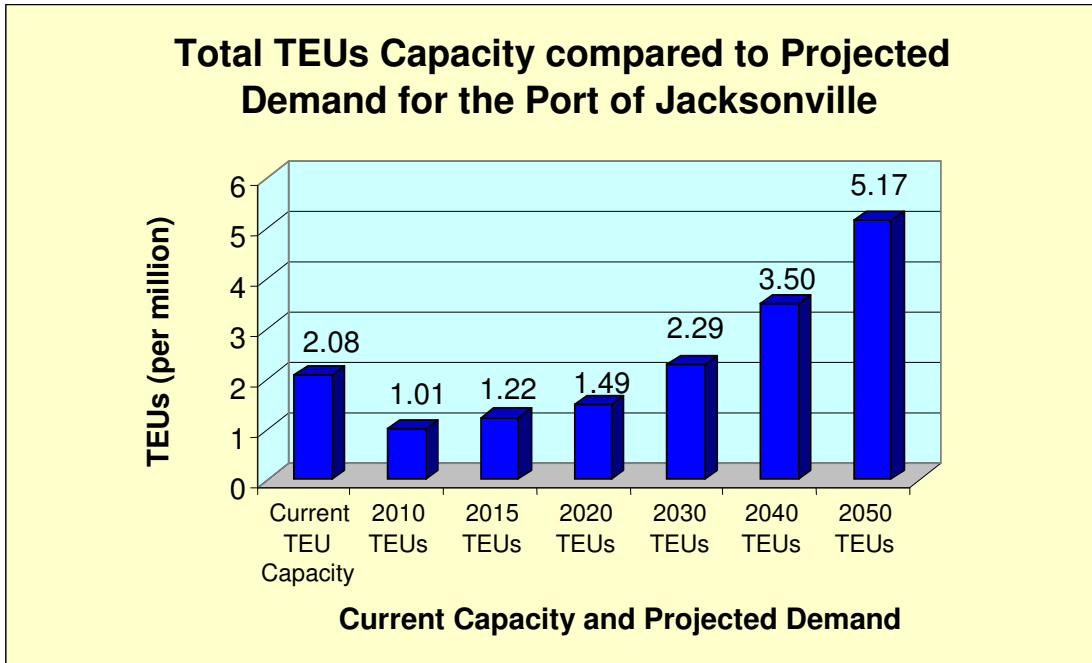 Total TEUs Capacity compared to Projected
Demand for the Port of Jacksonville
TEUs (per million)
6
5
4
3
2
1
0
2.08
1.01
1.22
1.49
2.29
3.50
5.17
Current
TEU
Capacity
2010
TEUs
2015
TEUs
2020
TEUs
2030
TEUs
2040
TEUs
2050
TEUs
Current Capacity and Projected Demand